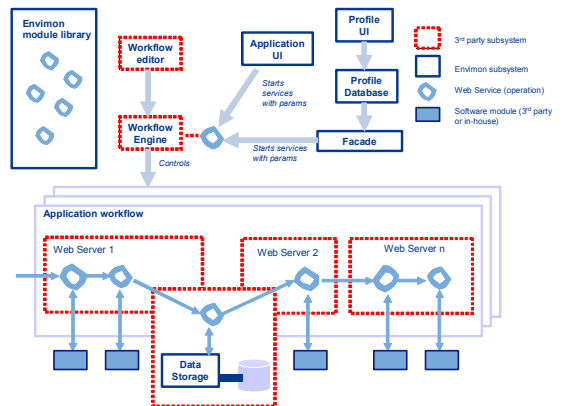 Envimon
module library
Workflow
editor
Application
UI
Profile
UI
3rd party subsystem
Envimon subsystem
Web Service (operation)
Software module (3rd party
or in-house)
Starts
services
with params
Profile
Database
Workflow
Engine
Starts services
with params
Facade
Controls
Application workflow
Web Server 1
Web Server 2
Web Server n
Data
Storage